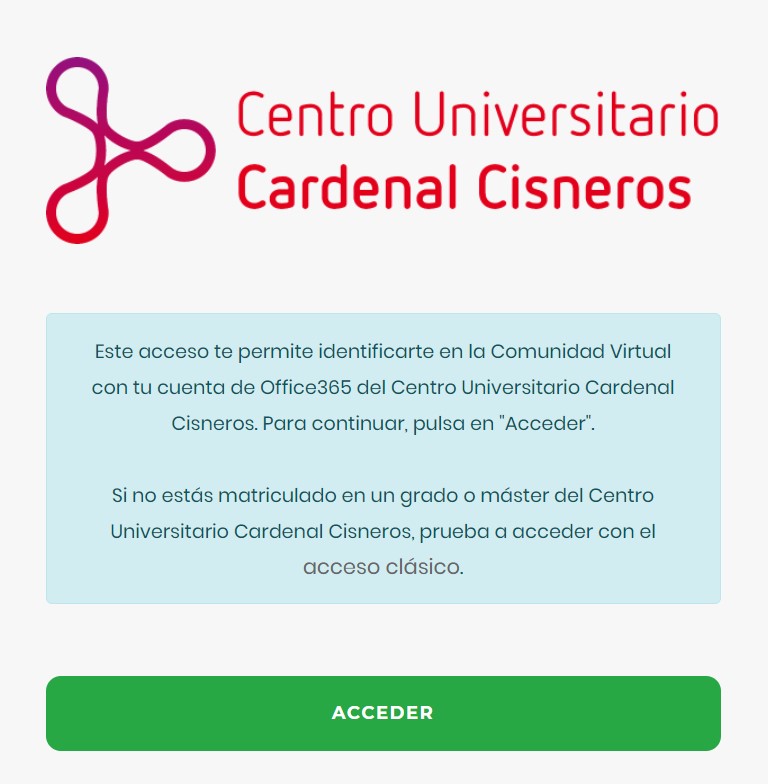 Centro Universitario
Cardenal Cisneros
Este acceso te permite identificarte en la Comunidad Virtual
con tu cuenta de Office365 del Centro Universitario Cardenal
Cisneros. Para continuar, pulsa en "Acceder".
Si no estás matriculado en un grado o máster del Centro
Universitario Cardenal Cisneros, prueba a acceder con el
acceso clásico.
ACCEDER